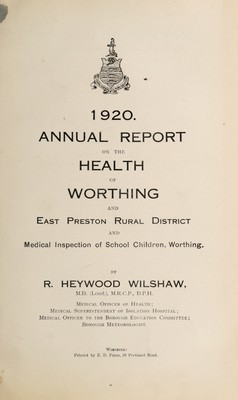 1920.
ANNUAL REPORT
ON THE
HEALTH
OF
WORTHING
AND
EAST PRESTON RURAL DISTRICT
AND
Medical Inspection of School Children, Worthing,
BY
R. HEYWOOD WILSHAW,
M.D. (Lond.), M.R.C.P., D.P.H.
MEDICAL OFFICER OF HEALTH;
MEDICAL SUPERINTENDENT OF ISOLATION HOSPITAL;
MEDICAL OFFICER TO THE BOROUGH EDUCATION COMMITTEE;
BOROUGH METEOROLOGIST.
WORTHING:
Printed by Portland Road.